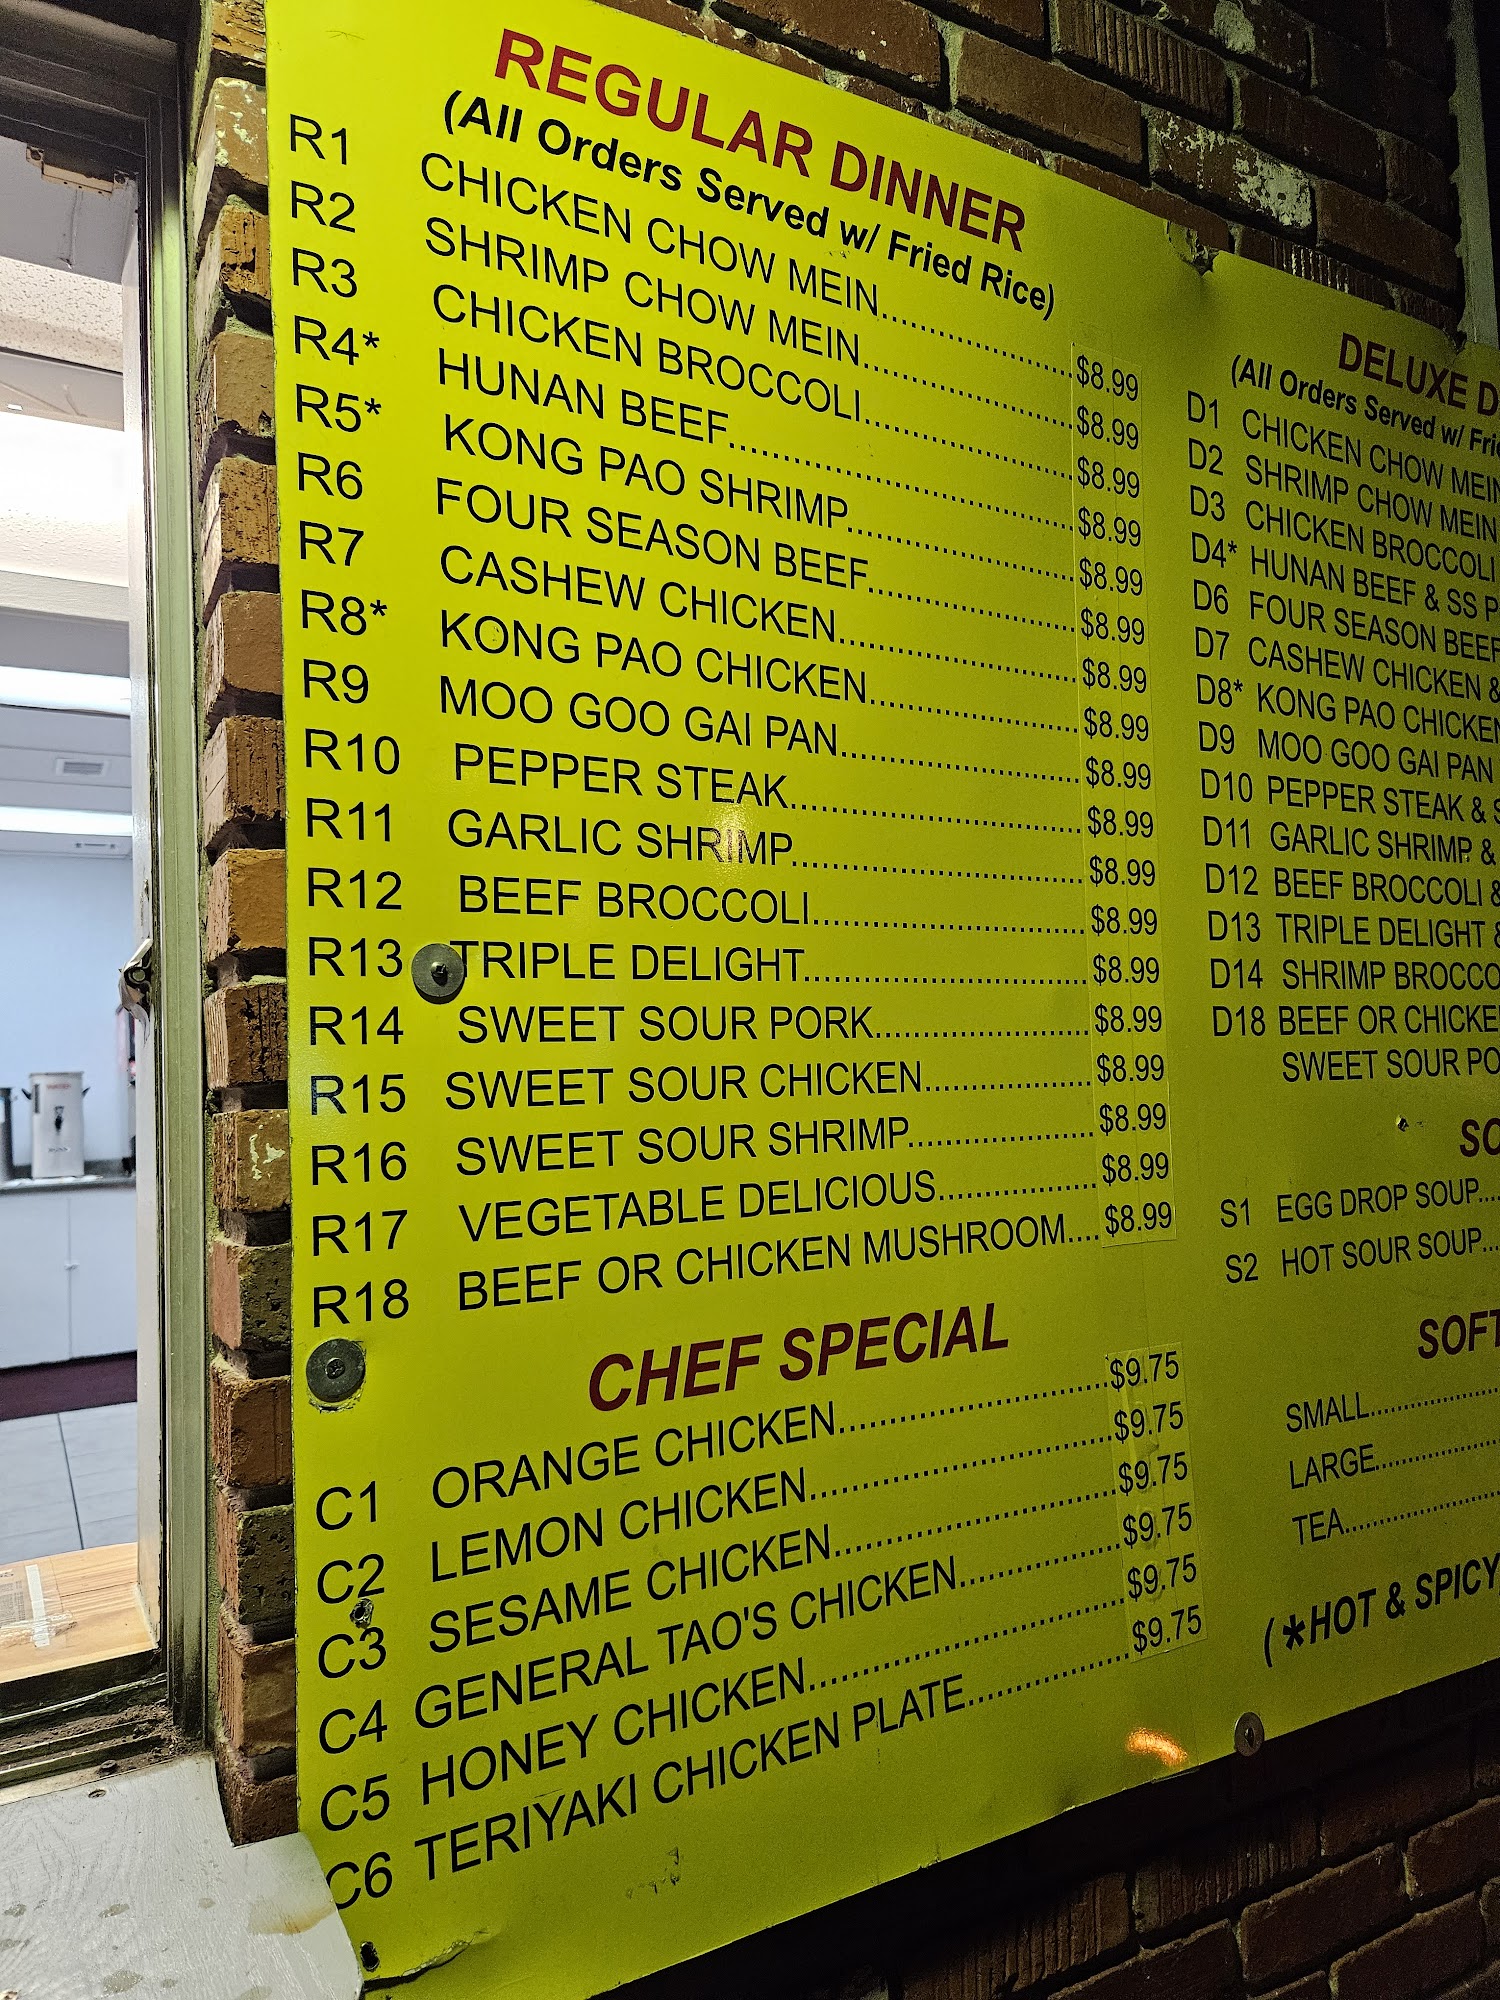 REGULAR DINNER
(All Orders Served w/ Fried Rice)
R1 CHICKEN CHOW MEIN....................$8.99
R2 SHRIMP CHOW MEIN....................$8.99
R3 CHICKEN BROCCOLI....................$8.99
R4* HUNAN BEEF....................$8.99
R5* KONG PAO SHRIMP....................$8.99
R6 FOUR SEASON BEEF....................$8.99
R7 CASHEW CHICKEN....................$8.99
R8* KONG PAO CHICKEN....................$8.99
R9 MOO GOO GAI PAN....................$8.99
R10 PEPPER STEAK....................$8.99
R11 GARLIC SHRIMP....................$8.99
R12 BEEF BROCCOLI....................$8.99
R13 TRIPLE DELIGHT....................$8.99
R14 SWEET SOUR PORK....................$8.99
R15 SWEET SOUR CHICKEN....................$8.99
R16 SWEET SOUR SHRIMP....................$8.99
R17 VEGETABLE DELICIOUS....................$8.99
R18 BEEF OR CHICKEN MUSHROOM....$8.99
CHEF SPECIAL
C1 ORANGE CHICKEN....................$9.75
C2 LEMON CHICKEN....................$9.75
C3 SESAME CHICKEN....................$9.75
C4 GENERAL TAO'S CHICKEN....................$9.75
C5 HONEY CHICKEN....................$9.75
C6 TERIYAKI CHICKEN PLATE....................$9.75
DELUXE D
(All Orders Served w/ Fri
D1 CHICKEN CHOW MEIN
D2 SHRIMP CHOW MEIN
D3 CHICKEN BROCCOLI
D4* HUNAN BEEF & SS P
D6 FOUR SEASON BEEF
D7 CASHEW CHICKEN &
D8* KONG PAO CHICKEN
D9 MOO GOO GAI PAN
D10 PEPPER STEAK & S
D11 GARLIC SHRIMP &
D12 BEEF BROCCOLI &
D13 TRIPLE DELIGHT &
D14 SHRIMP BROCCO
D18 BEEF OR CHICKE
SWEET SOUR PO
SO
S1 EGG DROP SOUP....
S2 HOT SOUR SOUP....
SOFT
SMALL....................
LARGE....................
TEA....................
(*HOT & SPICY